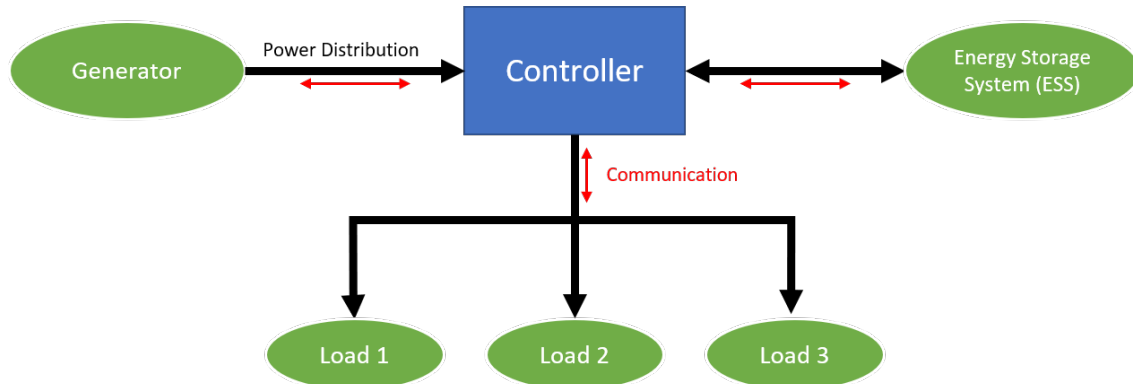 Power Distribution
Generator
Controller
Energy Storage
System (ESS)
Communication
Load 1
Load 2
Load 3